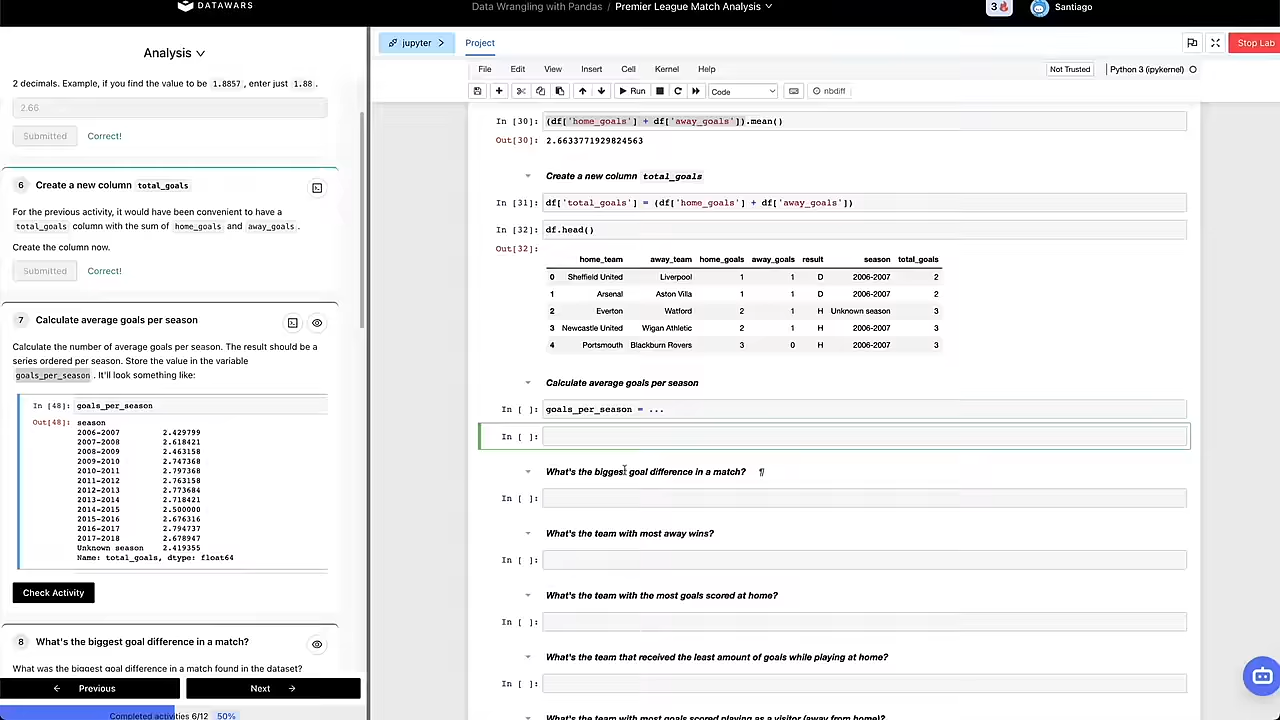 DATAWARS
Data Wrangling with Pandas / Premier League Match Analysis
3
Santiago
Analysis
2 decimals. Example, if you find the value to be 1.8857, enter just 1.88.
2.66
Submitted Correct!
6 Create a new column total_goals
For the previous activity, it would have been convenient to have a
total_goals column with the sum of home_goals and away_goals.
Create the column now.
Submitted Correct!
7 Calculate average goals per season
Calculate the number of average goals per season. The result should be a
series ordered per season. Store the value in the variable
goals_per_season. It'll look something like:
In [48]: goals_per_season
Out[48]: season
2006-2007 2.429799
2007-2008 2.618421
2008-2009 2.463158
2009-2010 2.747368
2010-2011 2.797368
2011-2012 2.763158
2012-2013 2.773684
2013-2014 2.718421
2014-2015 2.500000
2015-2016 2.676316
2016-2017 2.794737
2017-2018 2.678947
Unknown season 2.419355
Name: total_goals, dtype: float64
Check Activity
8 What's the biggest goal difference in a match?
What was the biggest goal difference in a match found in the dataset?
← Previous Next →
Completed activities 6/12 50%
jupyter Project Stop Lab
File Edit View Insert Cell Kernel Help Not Trusted Python 3 (ipykernel)
Run Code nbdiff
In [30]: (df['home_goals'] + df['away_goals']).mean()
Out[30]: 2.6633771929824563
Create a new column total_goals
In [31]: df['total_goals'] = (df['home_goals'] + df['away_goals'])
In [32]: df.head()
Out[32]:
home_team away_team home_goals away_goals result season total_goals
0 Sheffield United Liverpool 1 1 D 2006-2007 2
1 Arsenal Aston Villa 1 1 D 2006-2007 2
2 Everton Watford 2 1 H Unknown season 3
3 Newcastle United Wigan Athletic 2 1 H 2006-2007 3
4 Portsmouth Blackburn Rovers 3 0 H 2006-2007 3
Calculate average goals per season
In [ ]: goals_per_season = ...
In [ ]:
What's the biggest goal difference in a match? ¶
In [ ]:
What's the team with most away wins?
In [ ]:
What's the team with the most goals scored at home?
In [ ]:
What's the team that received the least amount of goals while playing at home?
In [ ]:
What's the team with most goals scored playing as a visitor (away from home)?